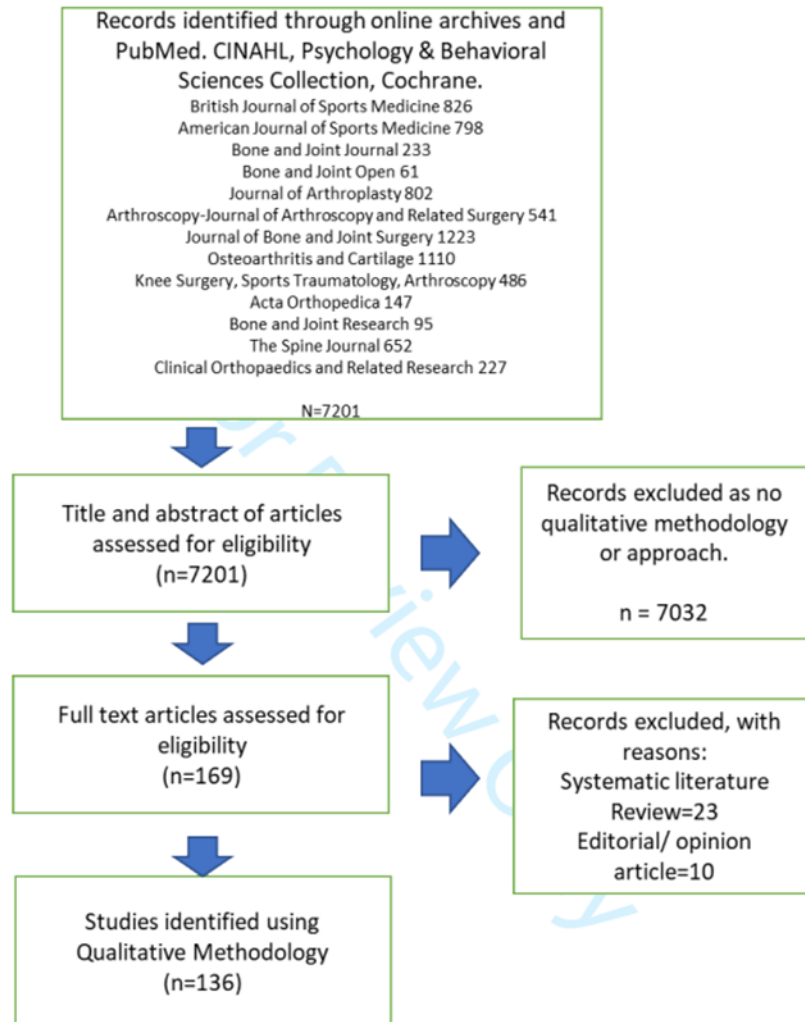 Records identified through online archives and
PubMed. CINAHL, Psychology & Behavioral
Sciences Collection, Cochrane.
British Journal of Sports Medicine 826
American Journal of Sports Medicine 798
Bone and Joint Journal 233
Bone and Joint Open 61
Journal of Arthroplasty 802
Arthroscopy-Journal of Arthroscopy and Related Surgery 541
Journal of Bone and Joint Surgery 1223
Osteoarthritis and Cartilage 1110
Knee Surgery, Sports Traumatology, Arthroscopy 486
Acta Orthopedica 147
Bone and Joint Research 95
The Spine Journal 652
Clinical Orthopaedics and Related Research 227
N=7201
Title and abstract of articles
assessed for eligibility
(n=7201)
Records excluded as no
qualitative methodology
or approach.
n = 7032
Full text articles assessed for
eligibility
(n=169)
Records excluded, with
reasons:
Systematic literature
Review=23
Editorial/ opinion
article=10
Studies identified using
Qualitative Methodology
(n=136)